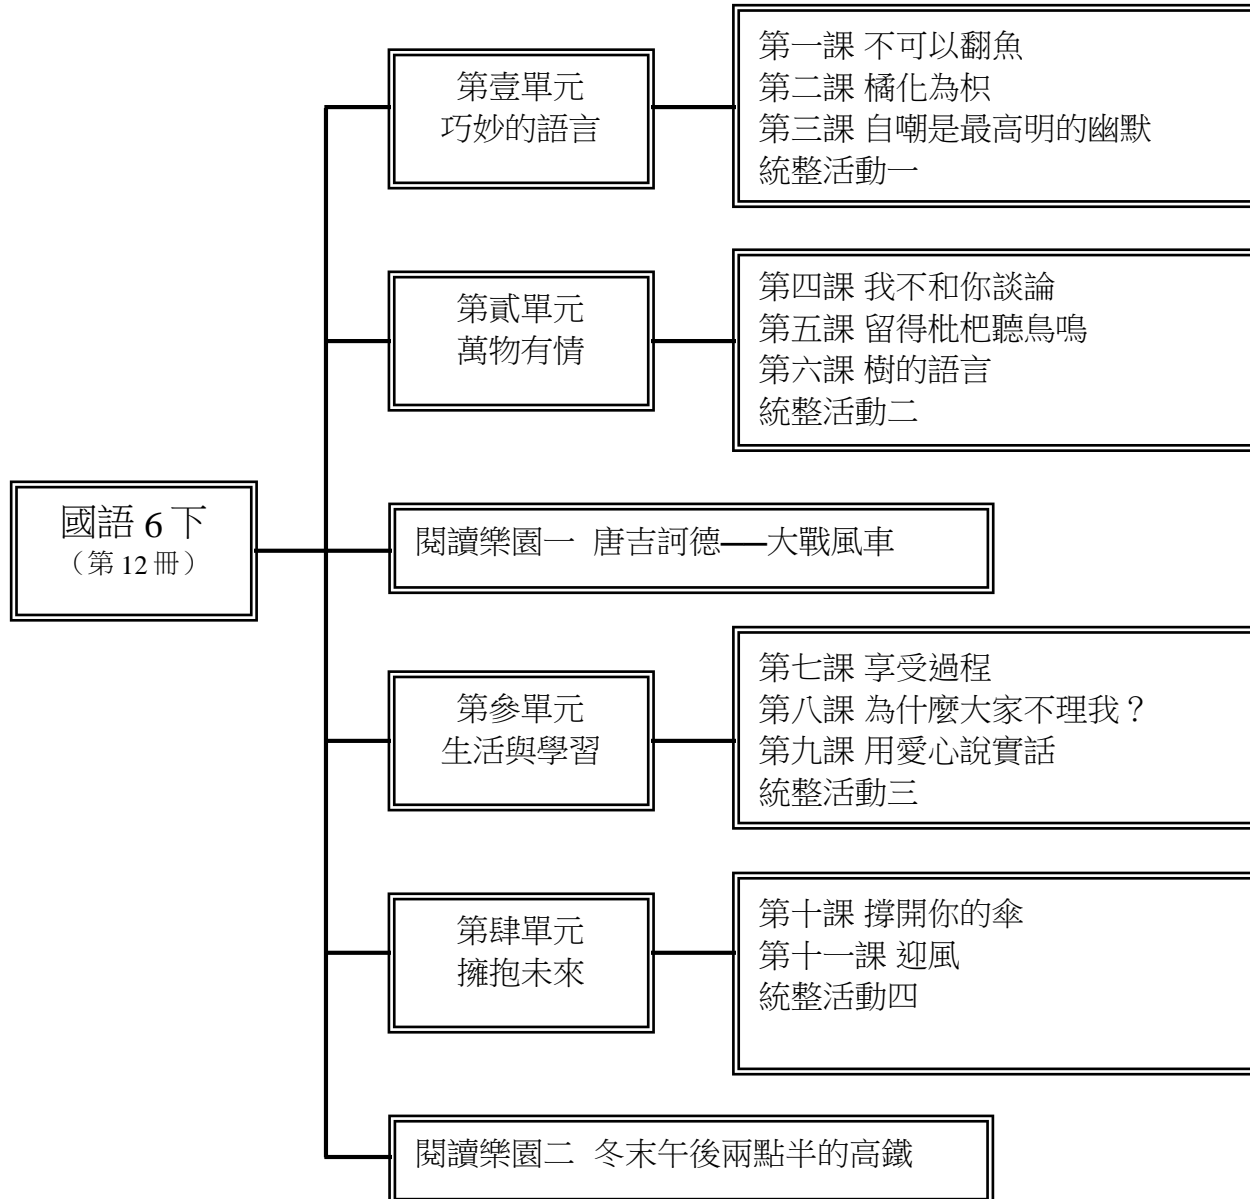 國語 6 下
（第 12 冊）
第壹單元
巧妙的語言
第一課 不可以翻魚
第二課 橘化為枳
第三課 自嘲是最高明的幽默
統整活動一
第貳單元
萬物有情
第四課 我不和你談論
第五課 留得枇杷聽鳥鳴
第六課 樹的語言
統整活動二
閱讀樂園一 唐吉訶德──大戰風車
第參單元
生活與學習
第七課 享受過程
第八課 為什麼大家不理我？
第九課 用愛心說實話
統整活動三
第肆單元
擁抱未來
第十課 撐開你的傘
第十一課 迎風
統整活動四
閱讀樂園二 冬末午後兩點半的高鐵